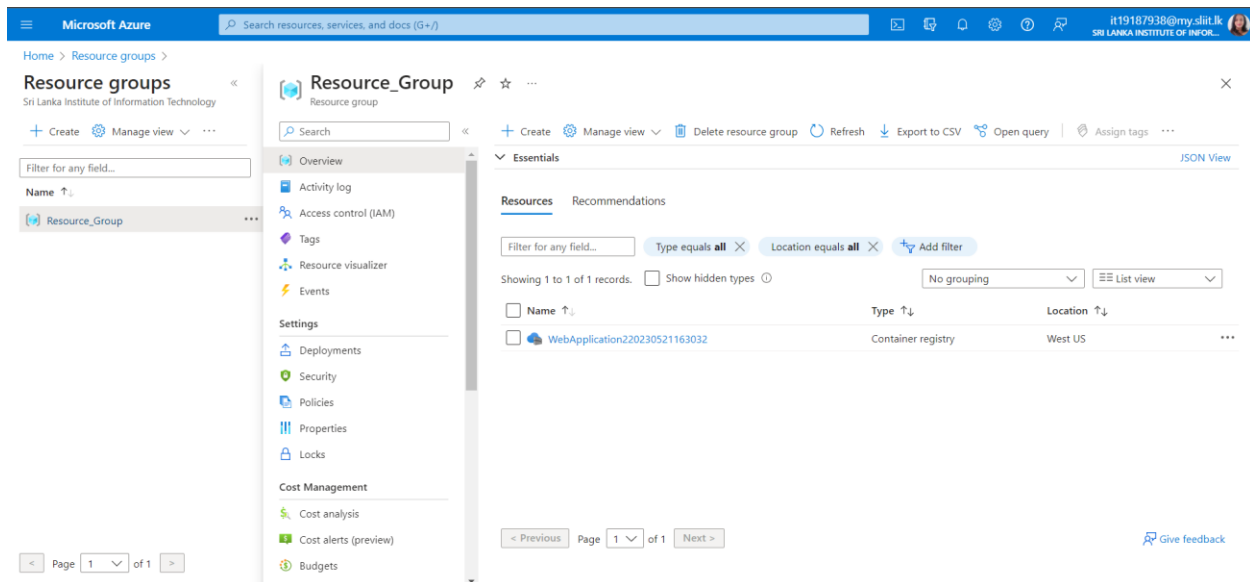 Microsoft Azure
Search resources, services, and docs (G+/)
it19187938@my.sliit.lk
SRI LANKA INSTITUTE OF INFOR...
Home > Resource groups >
Resource groups
Sri Lanka Institute of Information Technology
Create Manage view ...
Filter for any field...
Name
Resource_Group ...
< Page 1 of 1 >
Resource_Group ...
Resource group
Search
Overview
Activity log
Access control (IAM)
Tags
Resource visualizer
Events
Settings
Deployments
Security
Policies
Properties
Locks
Cost Management
Cost analysis
Cost alerts (preview)
Budgets
Create Manage view Delete resource group Refresh Export to CSV Open query Assign tags ...
Essentials JSON View
Resources Recommendations
Filter for any field... Type equals all Location equals all Add filter
Showing 1 to 1 of 1 records. Show hidden types No grouping List view
Name Type Location
WebApplication220230521163032 Container registry West US ...
< Previous Page 1 of 1 Next > Give feedback